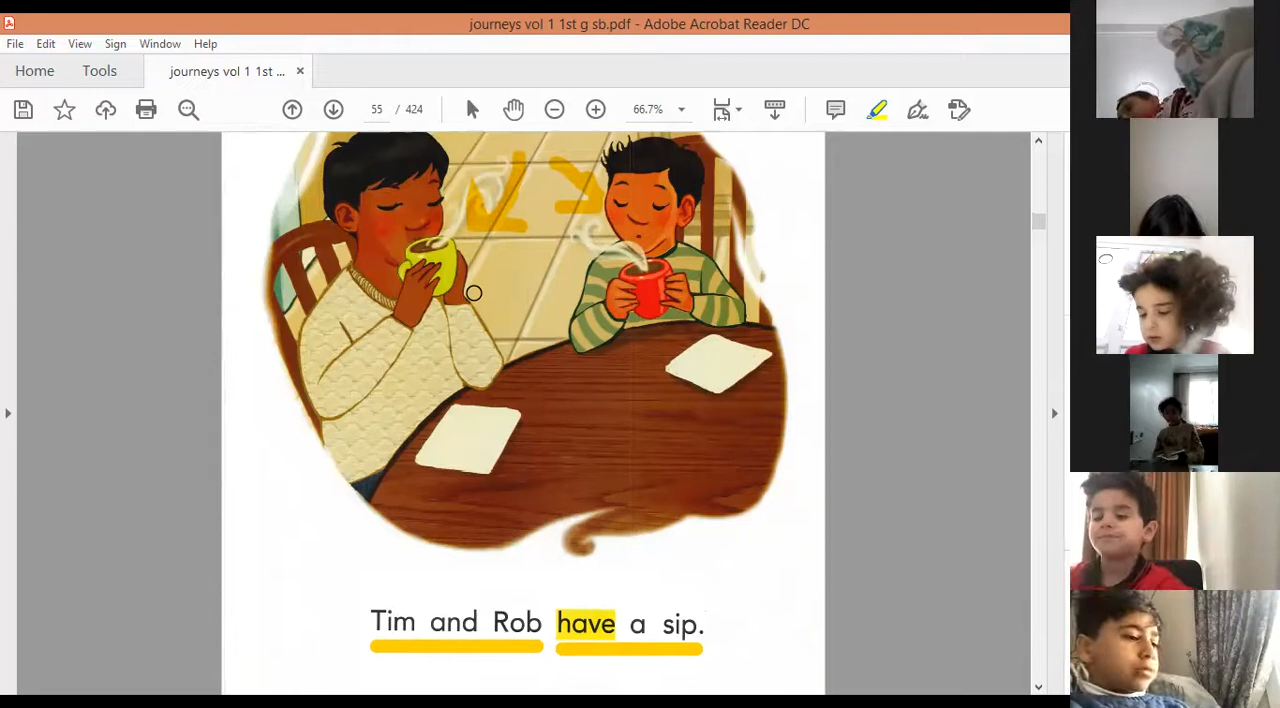 journeys vol 1 1st g sb.pdf - Adobe Acrobat Reader DC
File Edit View Sign Window Help
Home Tools journeys vol 1 1st ... ×
55 / 424 66.7%
Tim and Rob have a sip.